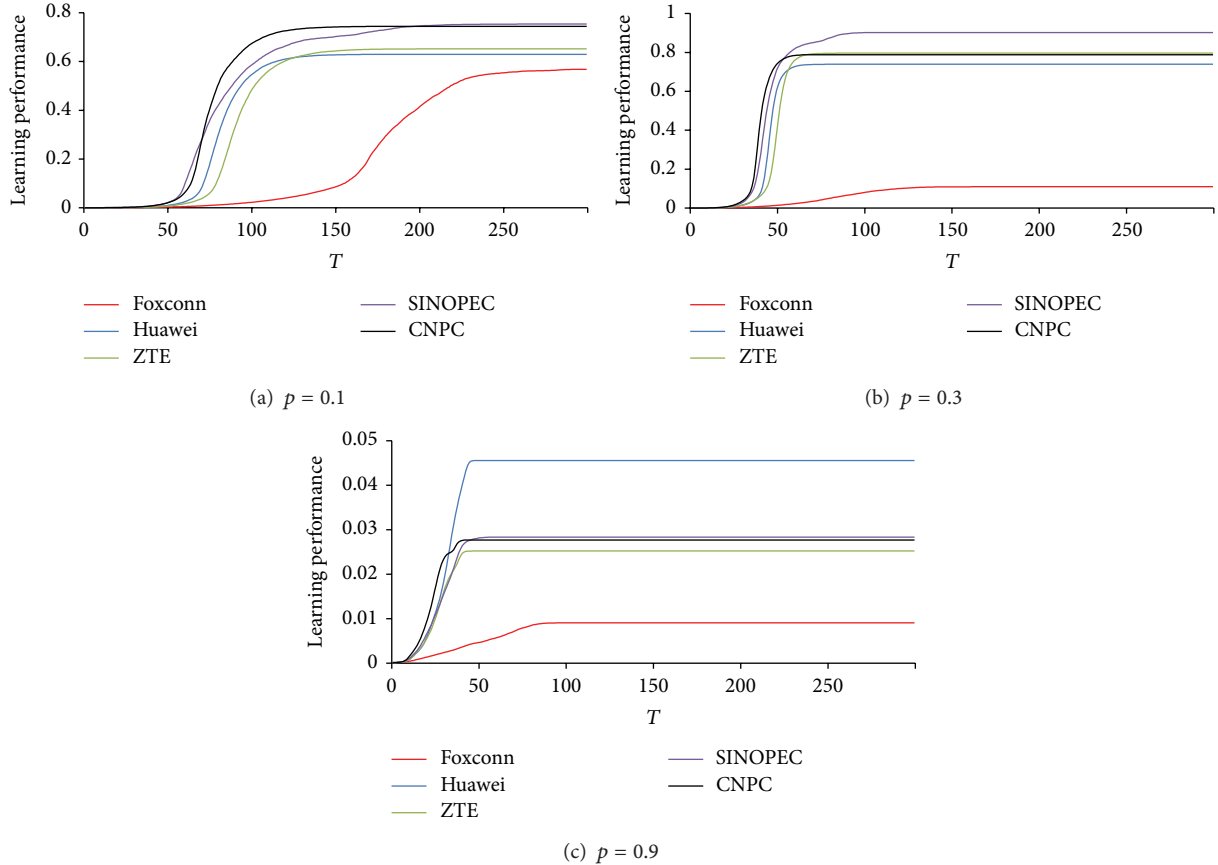 0.8
0.6
0.4
0.2
0
Learning performance
0 50 100 150 200 250
T
Foxconn
Huawei
ZTE
SINOPEC
CNPC
(a) p = 0.1
1
0.8
0.6
0.4
0.2
0
Learning performance
0 50 100 150 200 250
T
Foxconn
Huawei
ZTE
SINOPEC
CNPC
(b) p = 0.3
0.05
0.04
0.03
0.02
0.01
0
Learning performance
0 50 100 150 200 250
T
Foxconn
Huawei
ZTE
SINOPEC
CNPC
(c) p = 0.9